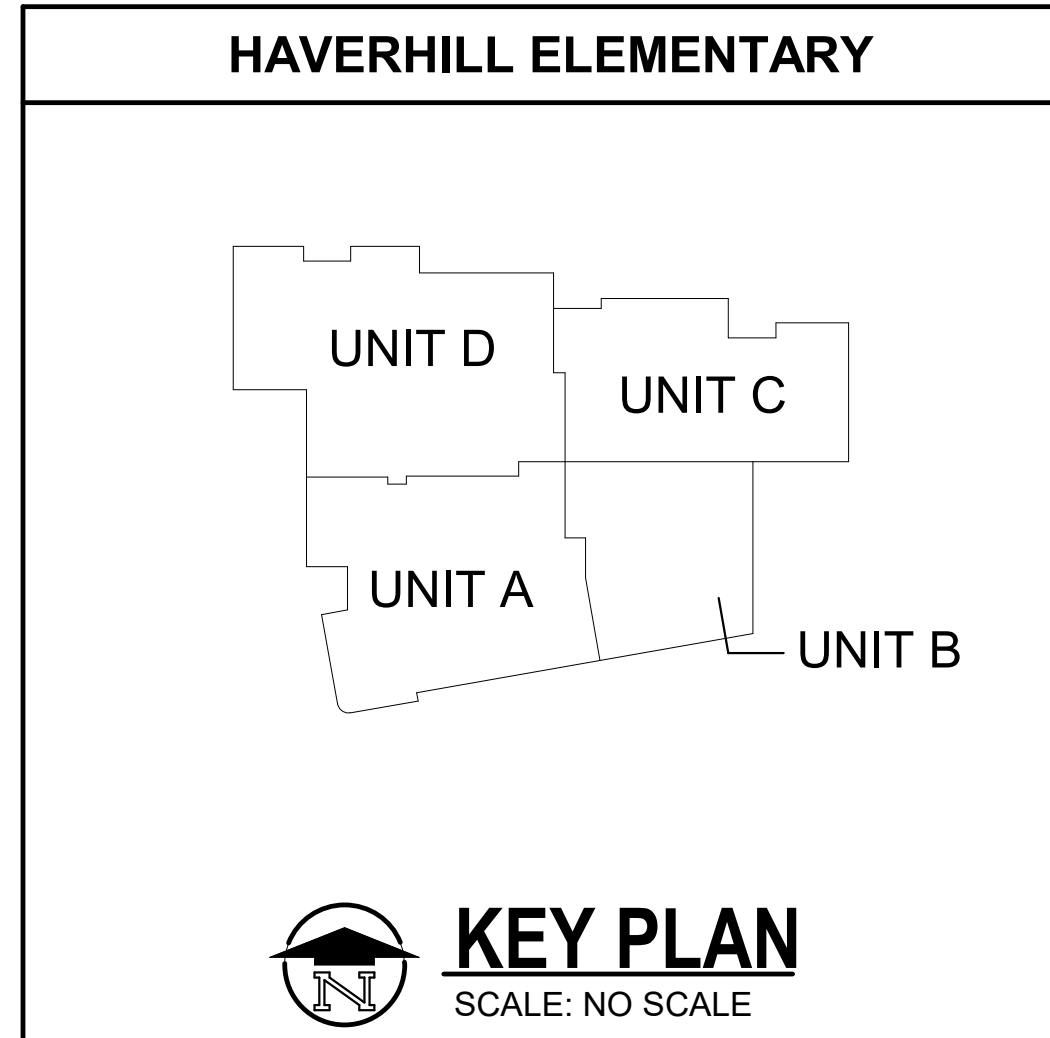 HAVERHILL ELEMENTARY
UNIT D
UNIT C
UNIT A
UNIT B
N
KEY PLAN
SCALE: NO SCALE